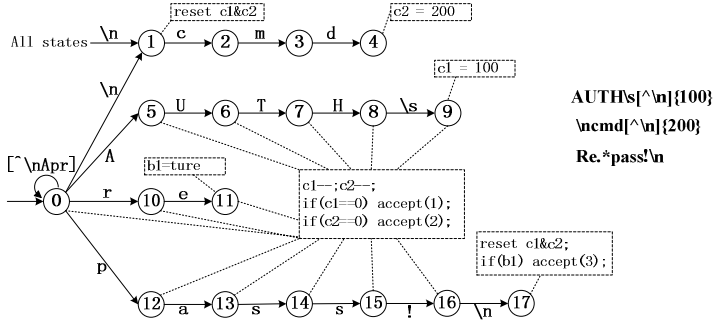 reset c1&c2
c2 = 200
All states
\n
1
c
2
m
3
d
4
c1 = 100
\n
5
U
6
T
7
H
8
\s
9
AUTH\s[^\n]{100}
\ncmd[^\n]{200}
Re.*pass!\n
[^\nApr]
A
b1=ture
0
r
10
e
11
c1--;c2--;
if(c1==0) accept(1);
if(c2==0) accept(2);
p
reset c1&c2;
if(b1) accept(3);
12
a
13
s
14
s
15
!
16
\n
17